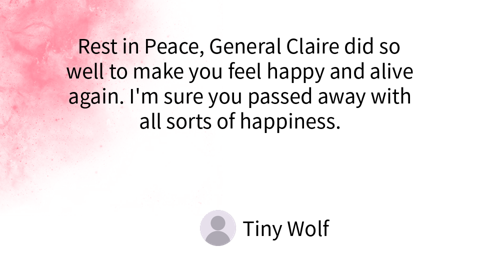 Rest in Peace, General Claire did so
well to make you feel happy and alive
again. I'm sure you passed away with
all sorts of happiness.
Tiny Wolf